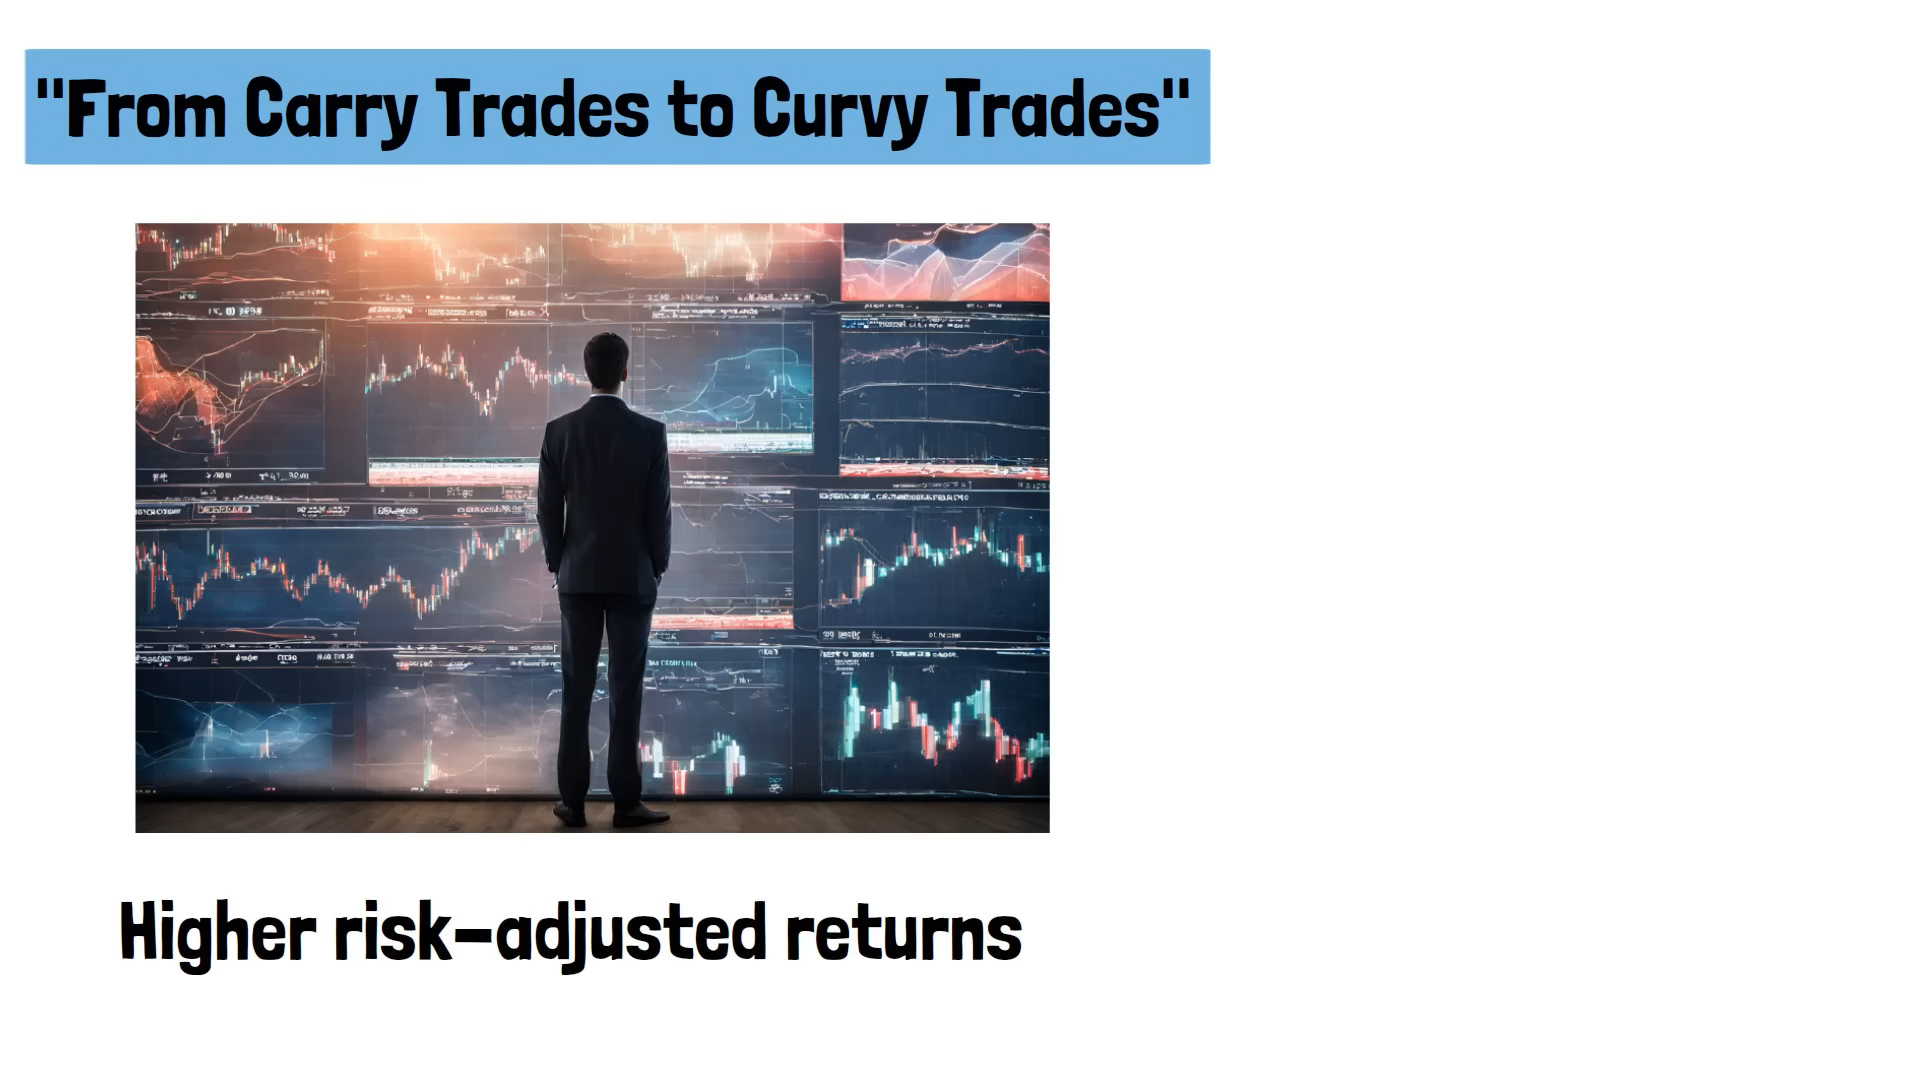 "From Carry Trades to Curvy Trades"
Higher risk-adjusted returns